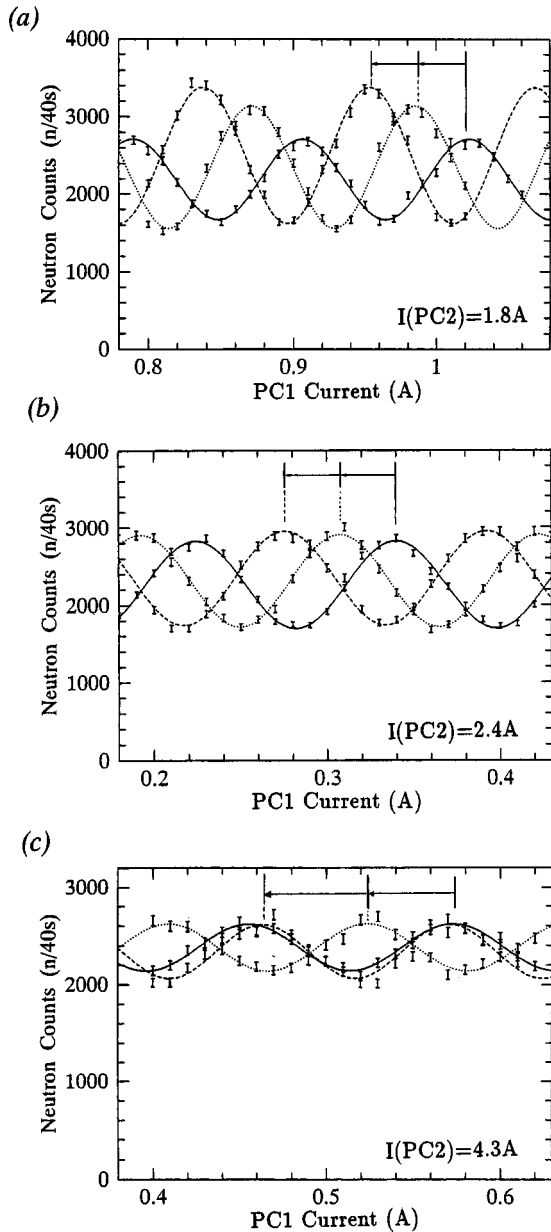 (a)
4000
3000
2000
1000
0
Neutron Counts (n/40s)
I(PC2)=1.8A
0.8 0.9 1
PC1 Current (A)
(b)
4000
3000
2000
1000
0
Neutron Counts (n/40s)
I(PC2)=2.4A
0.2 0.3 0.4
PC1 Current (A)
(c)
3000
2000
1000
0
Neutron Counts (n/40s)
I(PC2)=4.3A
0.4 0.5 0.6
PC1 Current (A)